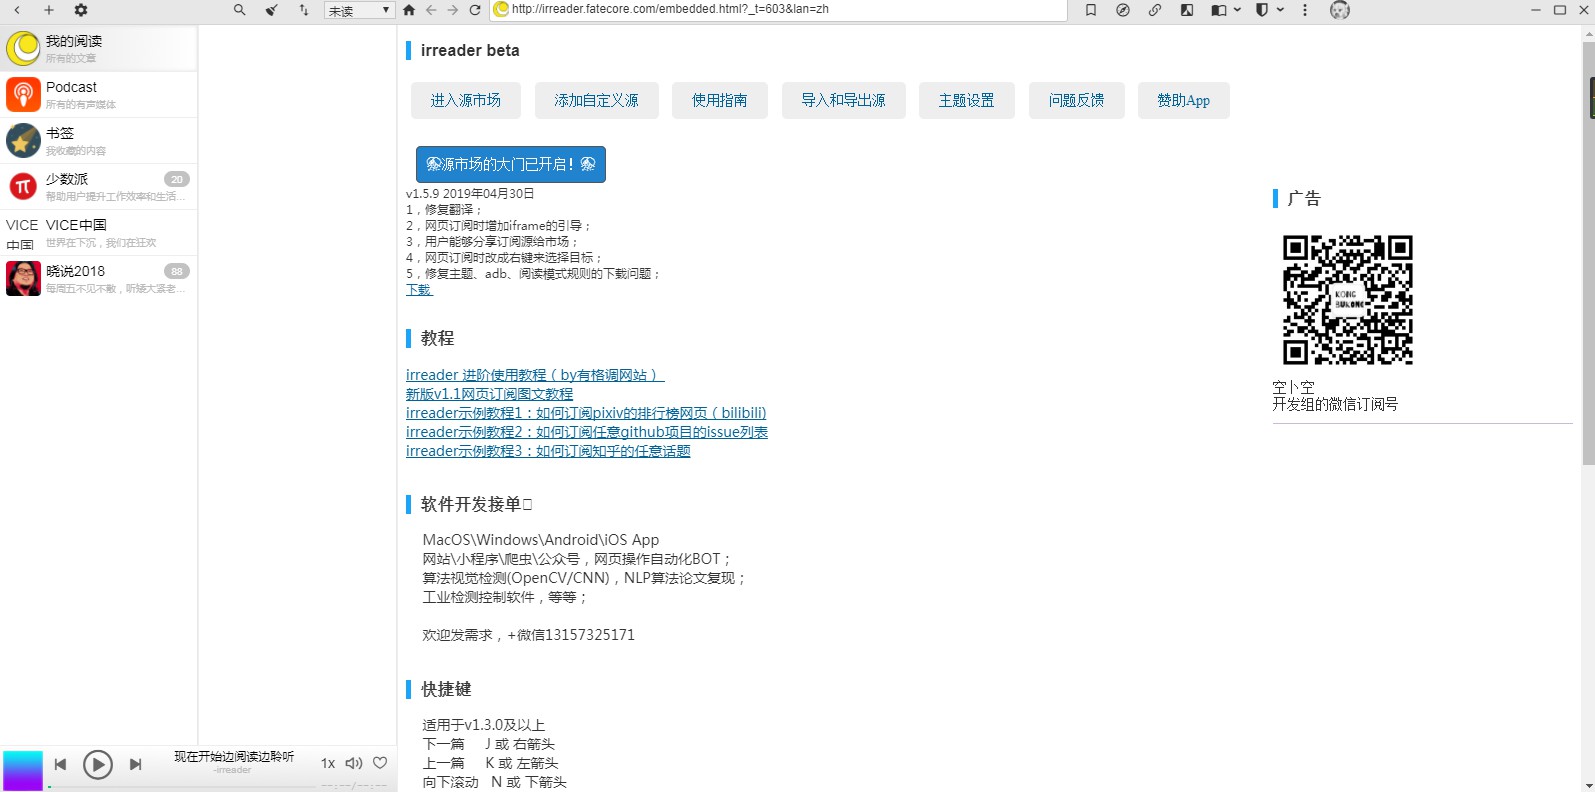 未读
http://irreader.fatecore.com/embedded.html?_t=603&lan=zh
我的阅读
所有的文章
Podcast
所有的有声媒体
书签
我收藏的内容
少数派
20
帮助用户提升工作效率和生活...
VICE
中国
VICE中国
世界在下沉，我们在狂欢
晓说2018
88
每周五不见不散，听矮大紧老...
现在开始边阅读边聆听
-irreader
1x
--:--/--:--
irreader beta
进入源市场
添加自定义源
使用指南
导入和导出源
主题设置
问题反馈
赞助App
源市场的大门已开启！
v1.5.9 2019年04月30日
1，修复翻译；
2，网页订阅时增加iframe的引导；
3，用户能够分享订阅源给市场；
4，网页订阅时改成右键来选择目标；
5，修复主题、adb、阅读模式规则的下载问题；
下载
教程
irreader 进阶使用教程（by有格调网站）
新版v1.1网页订阅图文教程
irreader示例教程1：如何订阅pixiv的排行榜网页（bilibili)
irreader示例教程2：如何订阅任意github项目的issue列表
irreader示例教程3：如何订阅知乎的任意话题
软件开发接单
MacOS\Windows\Android\iOS App
网站\小程序\爬虫\公众号，网页操作自动化BOT；
算法视觉检测(OpenCV/CNN)，NLP算法论文复现；
工业检测控制软件，等等；
欢迎发需求，+微信13157325171
快捷键
适用于v1.3.0及以上
下一篇 J 或 右箭头
上一篇 K 或 左箭头
向下滚动 N 或 下箭头
广告
KONG
BUKONG
空卜空
开发组的微信订阅号